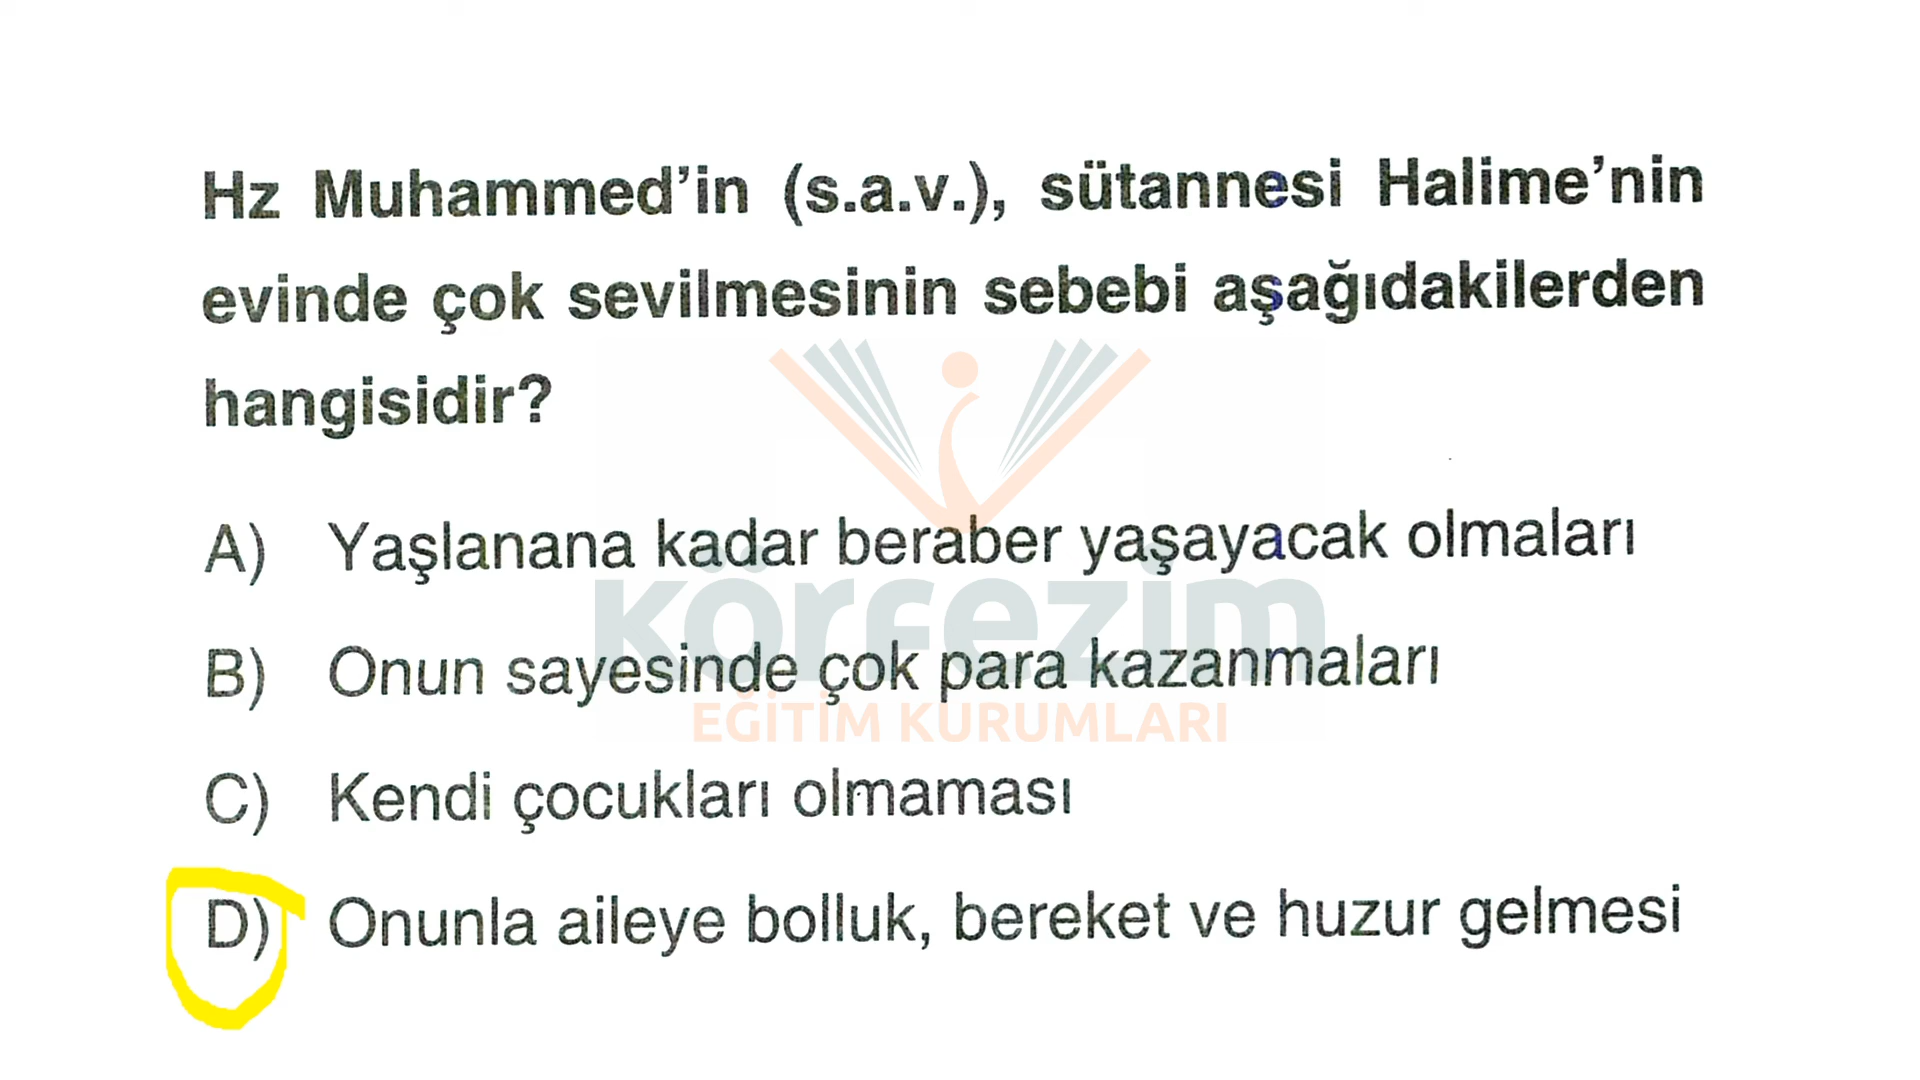 Hz Muhammed'in (s.a.v.), sütannesi Halime'nin
evinde çok sevilmesinin sebebi aşağıdakilerden
hangisidir?
A) Yaşlanana kadar beraber yaşayacak olmaları
körfezim
B) Onun sayesinde çok para kazanmaları
EĞİTİM KURUMLARI
C) Kendi çocukları olmaması
D) Onunla aileye bolluk, bereket ve huzur gelmesi